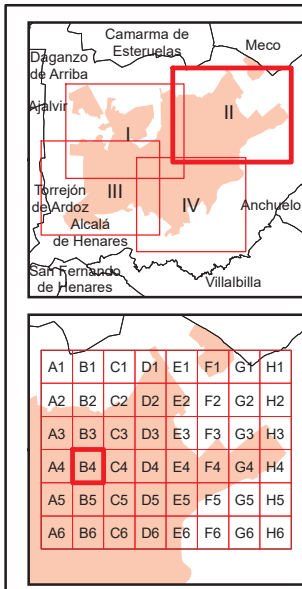 Camarma de
Esteruelas
Meco
Daganzo
de Arriba
Ajalvir
I
II
III
IV
Torrejón
de Ardoz
Alcalá
de Henares
Anchuelo
San Fernando
de Henares
Villalbilla
A1 B1 C1 D1 E1 F1 G1 H1
A2 B2 C2 D2 E2 F2 G2 H2
A3 B3 C3 D3 E3 F3 G3 H3
A4 B4 C4 D4 E4 F4 G4 H4
A5 B5 C5 D5 E5 F5 G5 H5
A6 B6 C6 D6 E6 F6 G6 H6